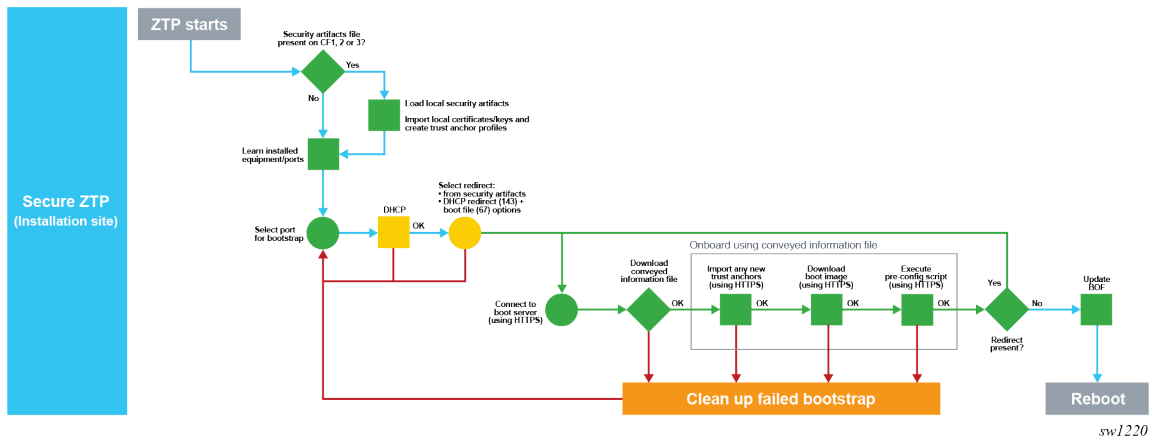 ZTP starts
Security artifacts file
present on CF1, 2 or 3?
Yes
No
Load local security artifacts
Import local certificates/keys and
create trust anchor profiles
Learn installed
equipment/ports
Secure ZTP
(Installation site)
Select port
for bootstrap
DHCP
OK
Select redirect:
• from security artifacts
• DHCP redirect (143) +
boot file (67) options
Onboard using conveyed information file
Connect to
boot server
(using HTTPS)
Download
conveyed
information file
OK
Import any new
trust anchors
(using HTTPS)
OK
Download
boot image
(using HTTPS)
OK
Execute
pre-config script
(using HTTPS)
OK
Yes
No
Redirect
present?
Update
BOF
Clean up failed bootstrap
Reboot
sw1220